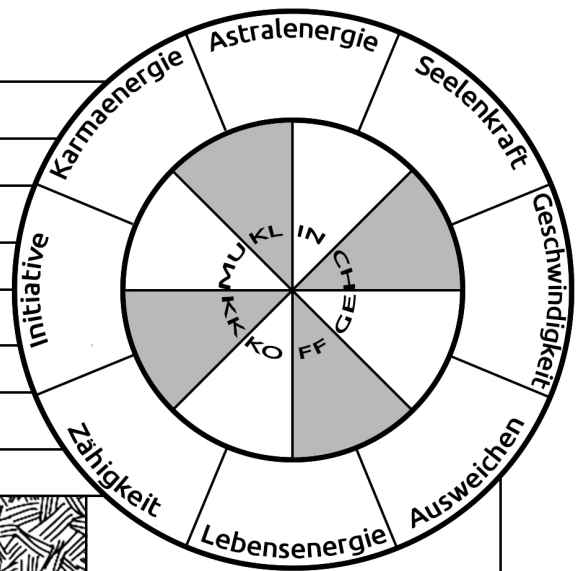 Astralenergie
Seelenkraft
Geschwindigkeit
Ausweichen
Lebensenergie
Zähigkeit
Initiative
Karmaenergie
MU
KL
IN
CH
GE
FF
KO
KK